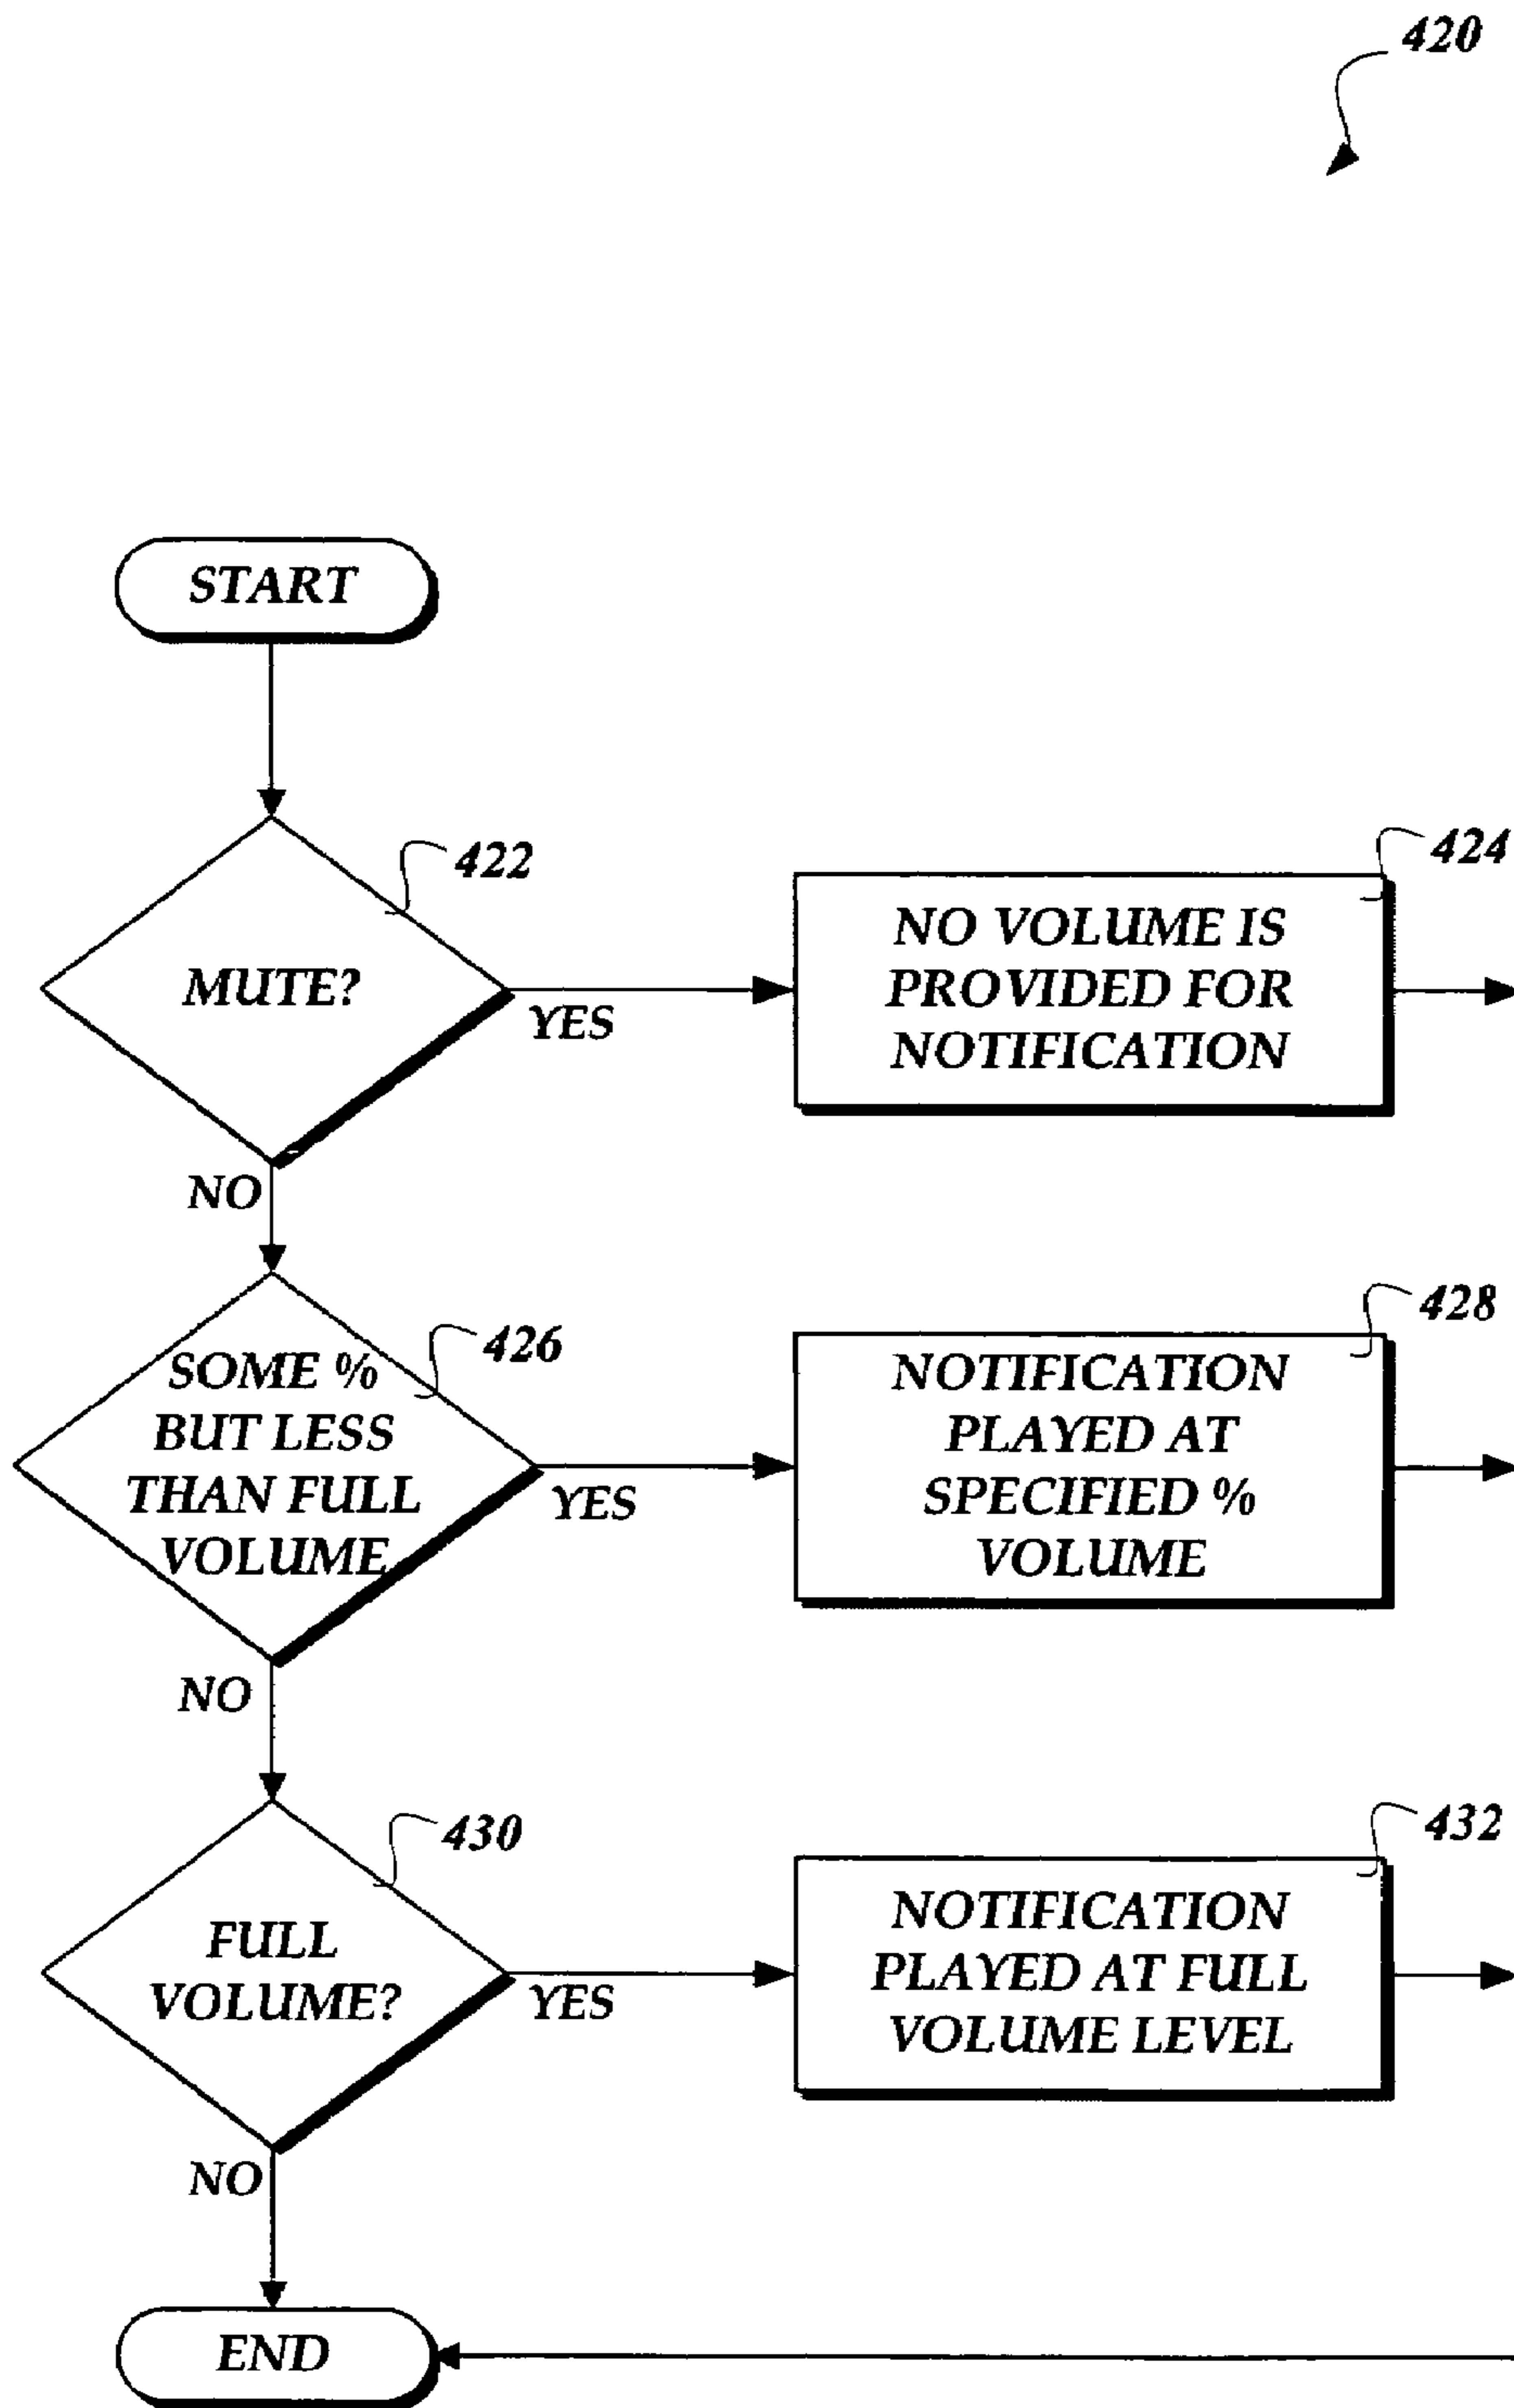 420
START
422
MUTE?
YES
NO
424
NO VOLUME IS
PROVIDED FOR
NOTIFICATION
426
SOME %
BUT LESS
THAN FULL
VOLUME
YES
NO
428
NOTIFICATION
PLAYED AT
SPECIFIED %
VOLUME
430
FULL
VOLUME?
YES
NO
432
NOTIFICATION
PLAYED AT FULL
VOLUME LEVEL
END